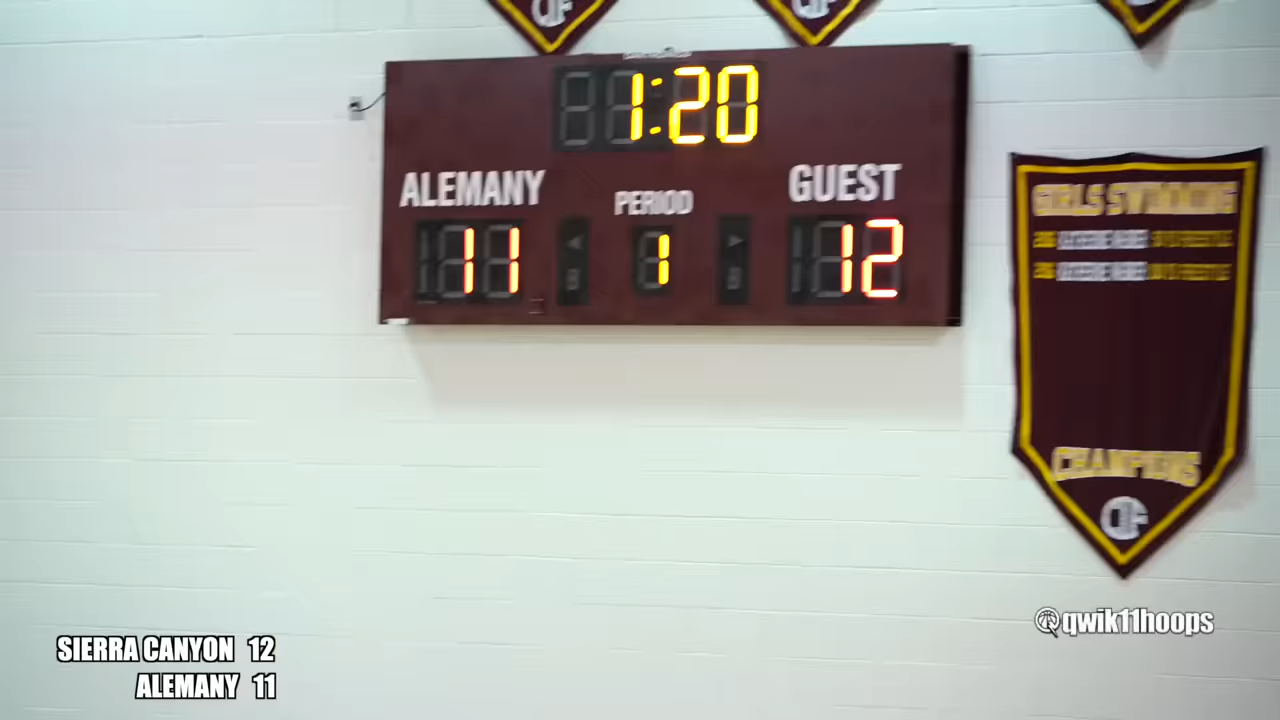 1:20
ALEMANY
PERIOD
GUEST
11
1
12
GIRLS SWIMMING
CHAMPIONS
CIF
@qwik11hoops
SIERRA CANYON 12
ALEMANY 11